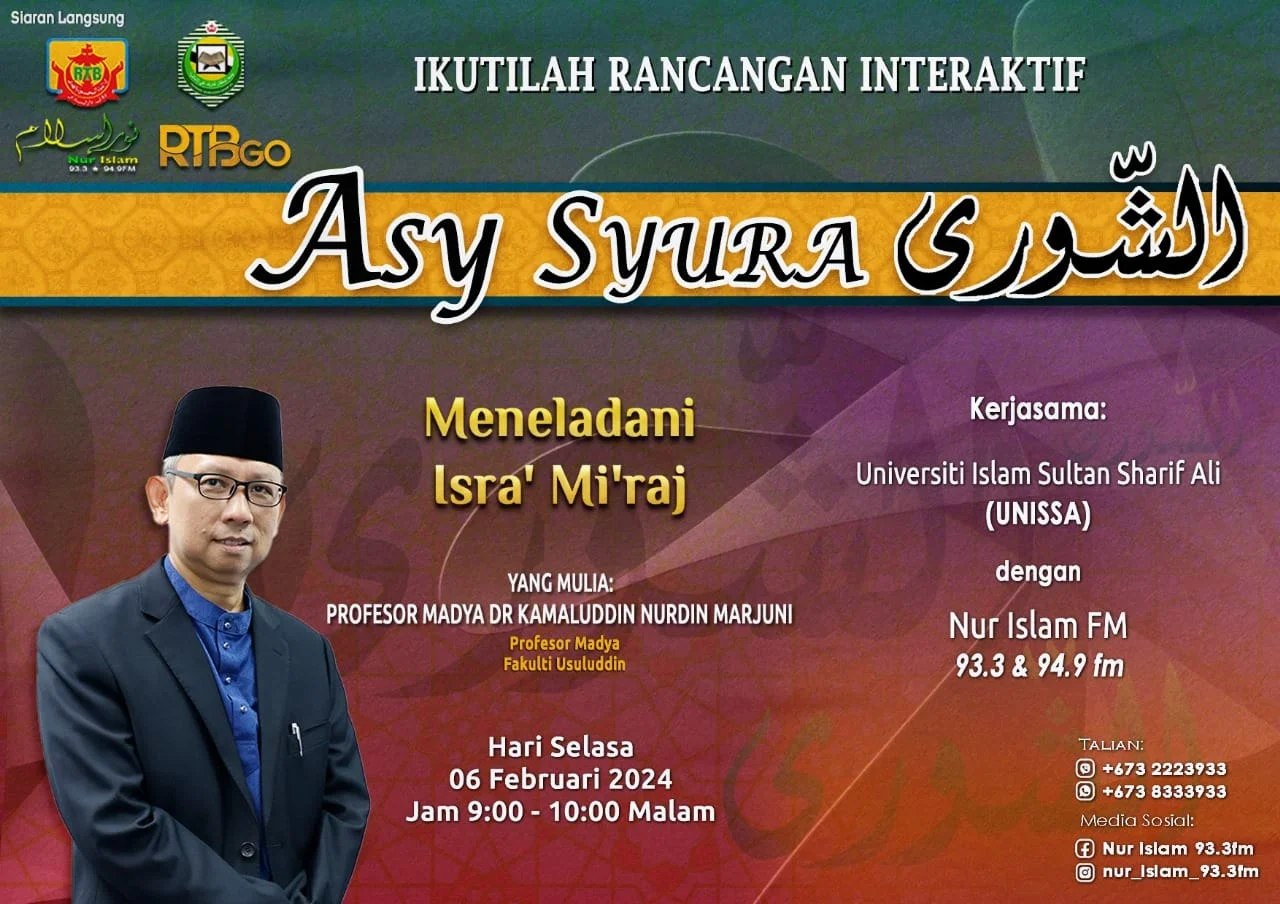 Siaran Langsung
RTB
نور إسلام
Nur Islam
93.3 ★ 94.9FM
RTBGO
IKUTILAH RANCANGAN INTERAKTIF
ASY SYURA الشّورى
Meneladani
Isra' Mi'raj
YANG MULIA:
PROFESOR MADYA DR KAMALUDDIN NURDIN MARJUNI
Profesor Madya
Fakulti Usuluddin
Hari Selasa
06 Februari 2024
Jam 9:00 - 10:00 Malam
Kerjasama:
Universiti Islam Sultan Sharif Ali
(UNISSA)
dengan
Nur Islam FM
93.3 & 94.9 fm
TALIAN:
+673 2223933
+673 8333933
Media Sosial:
Nur Islam 93.3fm
nur_islam_93.3fm